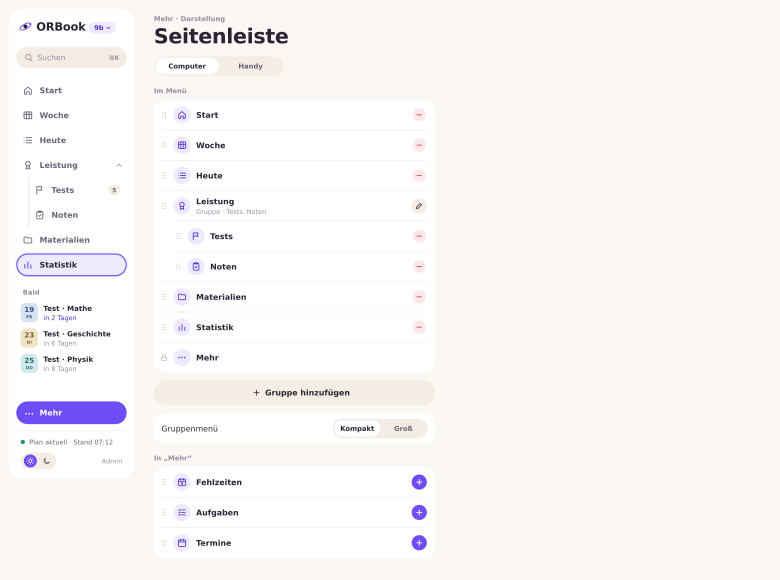 ORBook 9b
Suchen ⌘K
Start
Woche
Heute
Leistung
Tests 5
Noten
Materialien
Statistik
Bald
19 FR Test · Mathe
in 2 Tagen
23 DI Test · Geschichte
in 6 Tagen
25 DO Test · Physik
in 8 Tagen
Mehr
Plan aktuell · Stand 07:12
Admin
Mehr · Darstellung
Seitenleiste
Computer Handy
Im Menü
Start
Woche
Heute
Leistung
Gruppe · Tests, Noten
Tests
Noten
Materialien
Statistik
Mehr
+ Gruppe hinzufügen
Gruppenmenü Kompakt Groß
In „Mehr“
Fehlzeiten
Aufgaben
Termine